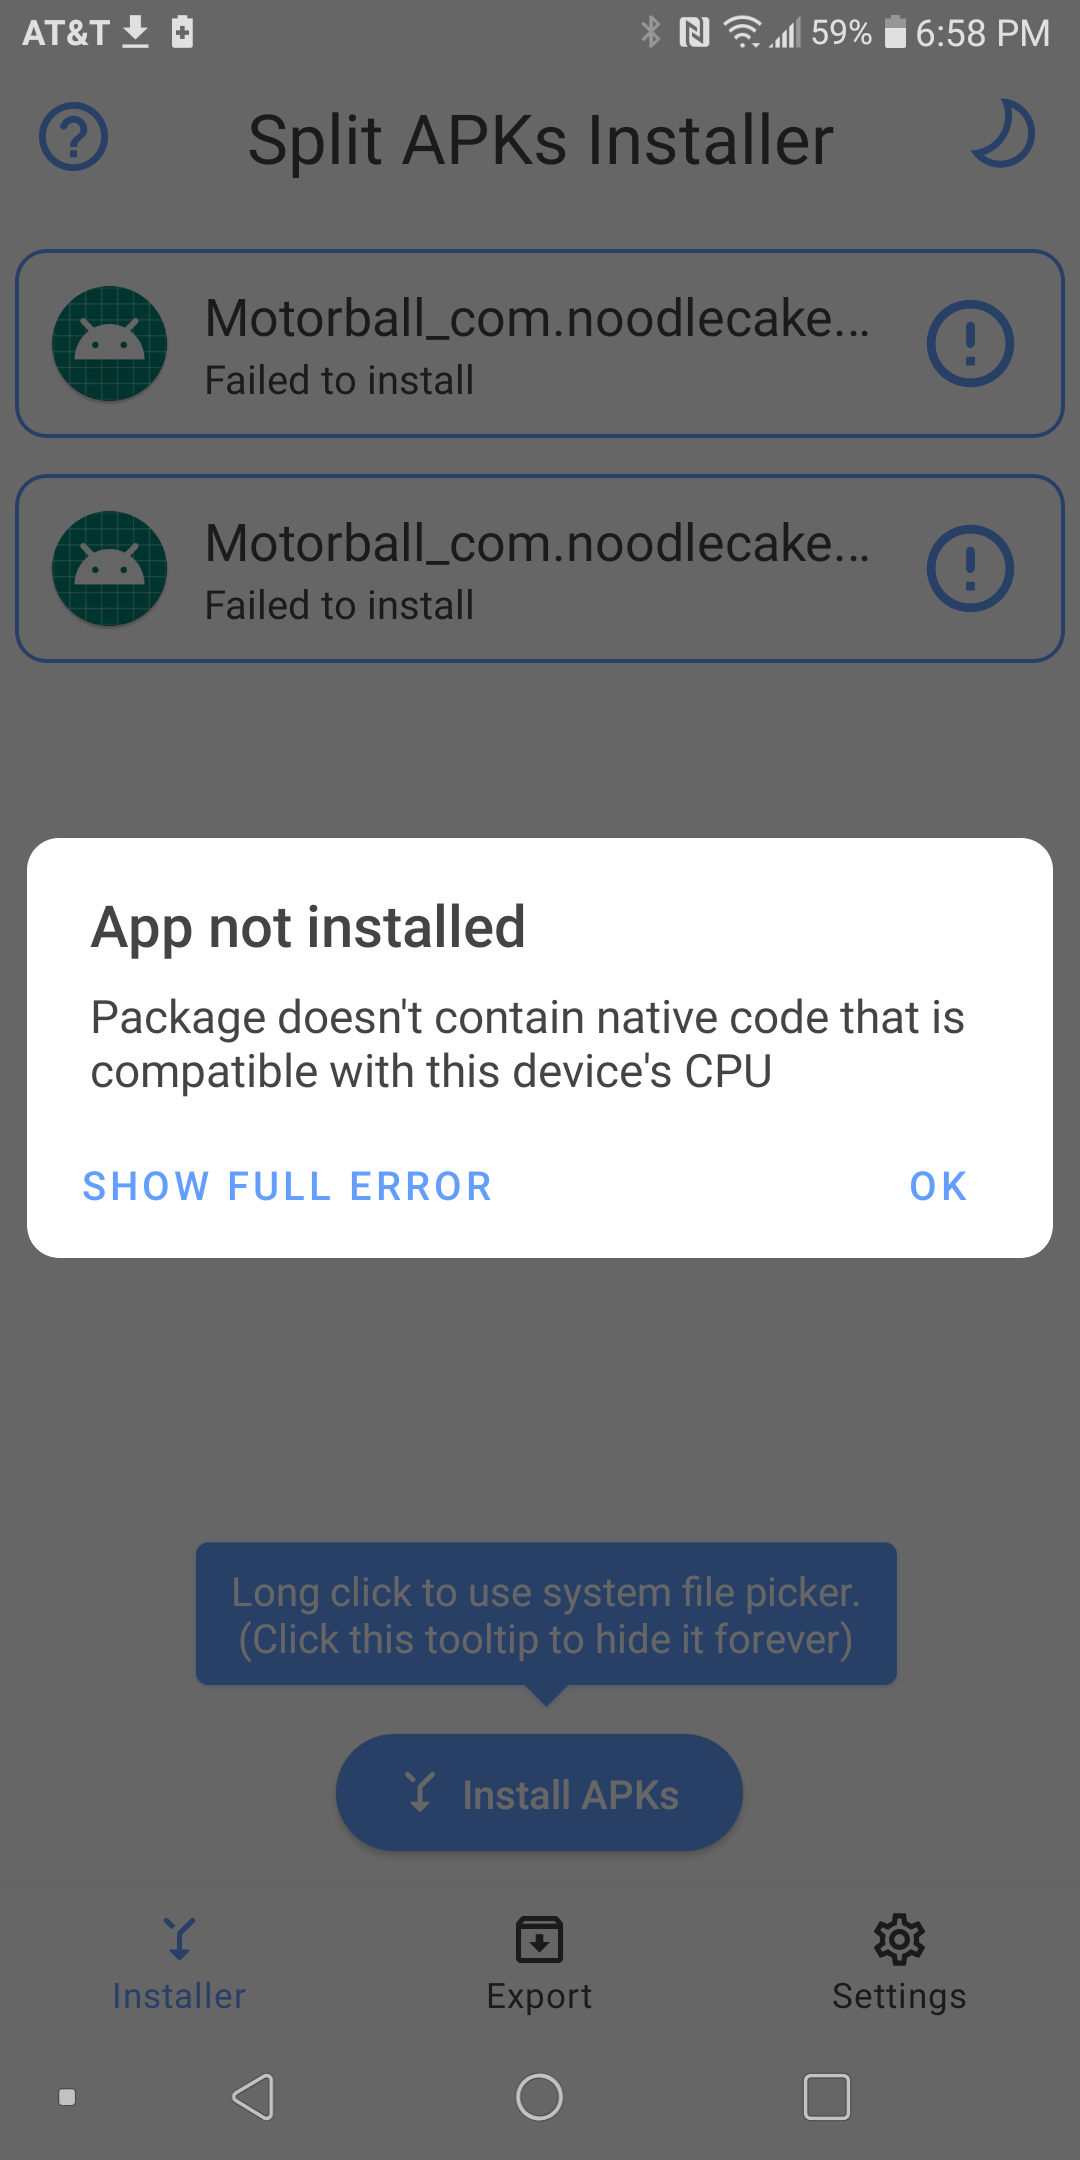 AT&T 59% 6:58 PM
Split APKs Installer
Motorball_com.noodlecake...
Failed to install
Motorball_com.noodlecake...
Failed to install
App not installed
Package doesn't contain native code that is
compatible with this device's CPU
SHOW FULL ERROR OK
Long click to use system file picker.
(Click this tooltip to hide it forever)
Install APKs
Installer Export Settings